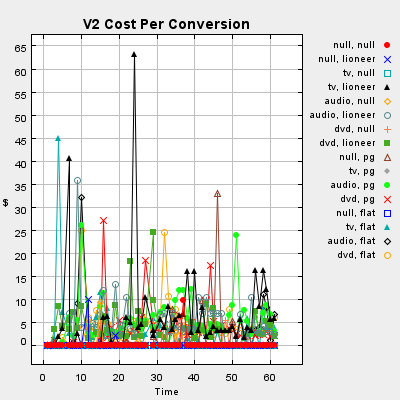 V2 Cost Per Conversion
65
60
55
50
45
40
35
30
25
20
15
10
5
0
$
0 10 20 30 40 50 60
Time
null, null
null, lioneer
tv, null
tv, lioneer
audio, null
audio, lioneer
dvd, null
dvd, lioneer
null, pg
tv, pg
audio, pg
dvd, pg
null, flat
tv, flat
audio, flat
dvd, flat